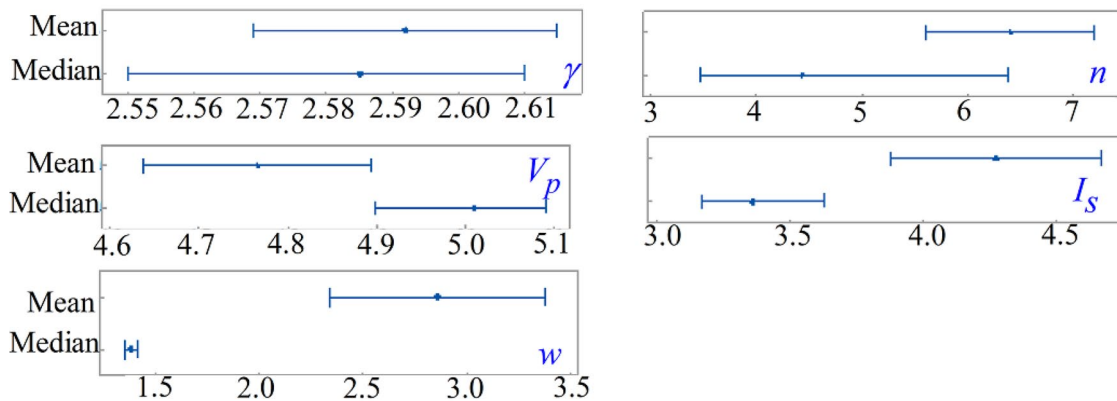 Mean
Median
γ
2.55 2.56 2.57 2.58 2.59 2.60 2.61
n
3 4 5 6 7
Mean
Median
V_p
4.6 4.7 4.8 4.9 5.0 5.1
I_s
3.0 3.5 4.0 4.5
Mean
Median
w
1.5 2.0 2.5 3.0 3.5